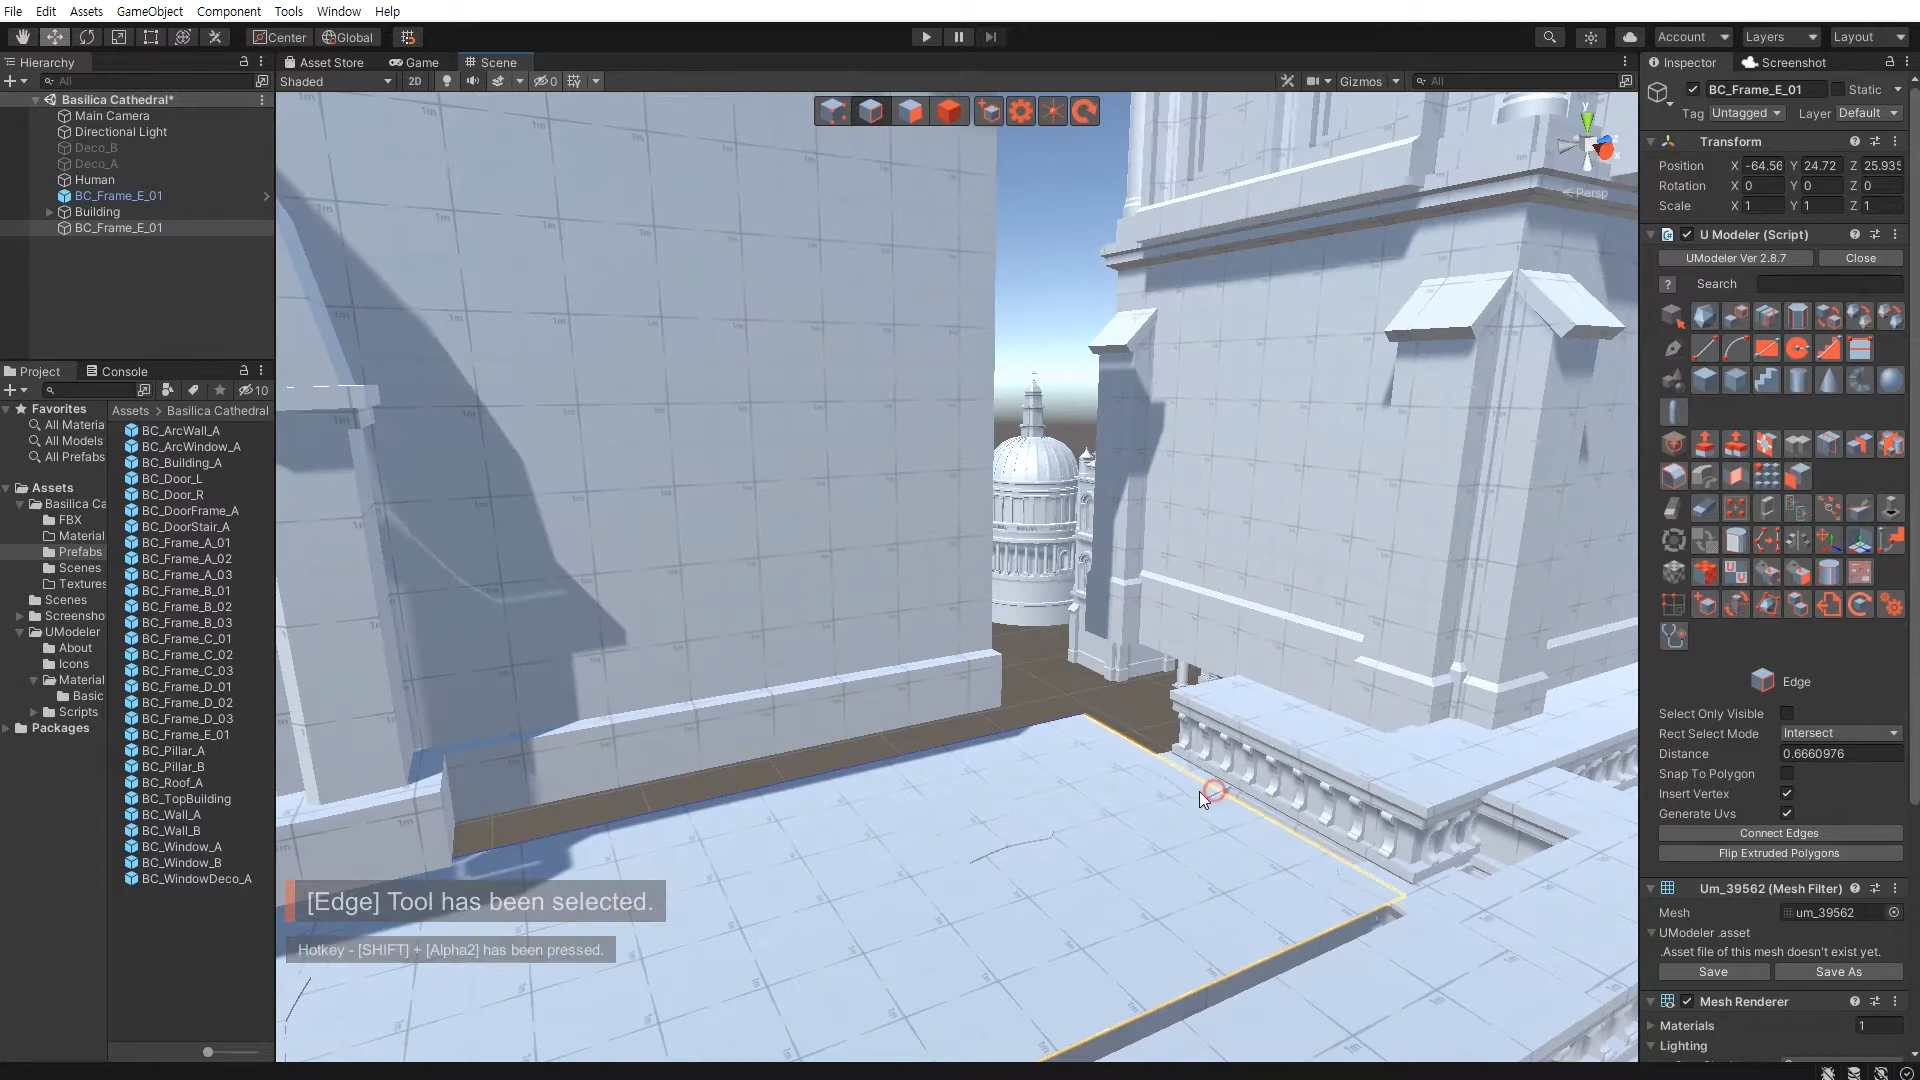 File Edit Assets GameObject Component Tools Window Help
Center Global
Account Layers Layout
Hierarchy
Asset Store Game Scene
Inspector Screenshot
All
Shaded 2D 0 Gizmos All
Basilica Cathedral*
Main Camera
Directional Light
Deco_B
Deco_A
Human
BC_Frame_E_01
Building
BC_Frame_E_01
Project Console
10
Favorites
All Materia
All Models
All Prefabs
Assets
Basilica Ca
FBX
Material
Prefabs
Scenes
Textures
Scenes
Screensho
UModeler
About
Icons
Material
Basic
Scripts
Packages
Assets > Basilica Cathedral
BC_ArcWall_A
BC_ArcWindow_A
BC_Building_A
BC_Door_L
BC_Door_R
BC_DoorFrame_A
BC_DoorStair_A
BC_Frame_A_01
BC_Frame_A_02
BC_Frame_A_03
BC_Frame_B_01
BC_Frame_B_02
BC_Frame_B_03
BC_Frame_C_01
BC_Frame_C_02
BC_Frame_C_03
BC_Frame_D_01
BC_Frame_D_02
BC_Frame_D_03
BC_Frame_E_01
BC_Pillar_A
BC_Pillar_B
BC_Roof_A
BC_TopBuilding
BC_Wall_A
BC_Wall_B
BC_Window_A
BC_Window_B
BC_WindowDeco_A
y
z
x
Persp
[Edge] Tool has been selected.
Hotkey - [SHIFT] + [Alpha2] has been pressed.
BC_Frame_E_01 Static
Tag Untagged Layer Default
Transform
Position X -64.56 Y 24.72 Z 25.935
Rotation X 0 Y 0 Z 0
Scale X 1 Y 1 Z 1
U Modeler (Script)
UModeler Ver 2.8.7 Close
? Search
Edge
Select Only Visible
Rect Select Mode Intersect
Distance 0.6660976
Snap To Polygon
Insert Vertex
Generate Uvs
Connect Edges
Flip Extruded Polygons
Um_39562 (Mesh Filter)
Mesh um_39562
UModeler .asset
.Asset file of this mesh doesn't exist yet.
Save Save As
Mesh Renderer
Materials 1
Lighting